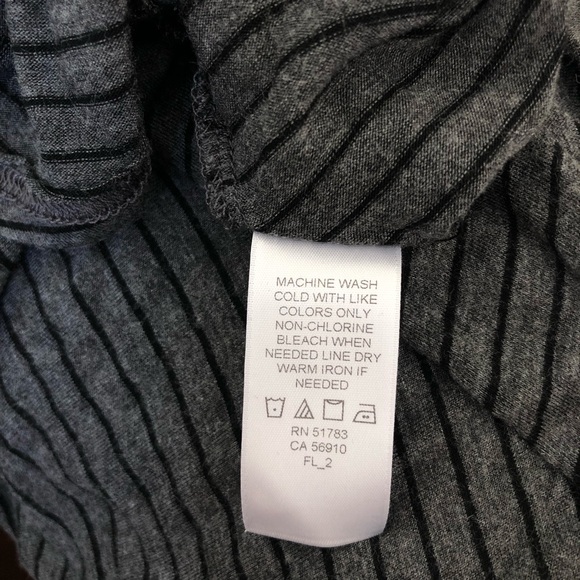 MACHINE WASH
COLD WITH LIKE
COLORS ONLY
NON-CHLORINE
BLEACH WHEN
NEEDED LINE DRY
WARM IRON IF
NEEDED
RN 51783
CA 56910
FL_2